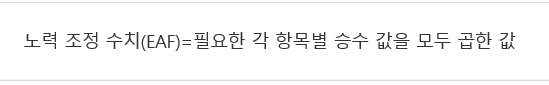 노력 조정 수치(EAF)=필요한 각 항목별 승수 값을 모두 곱한 값